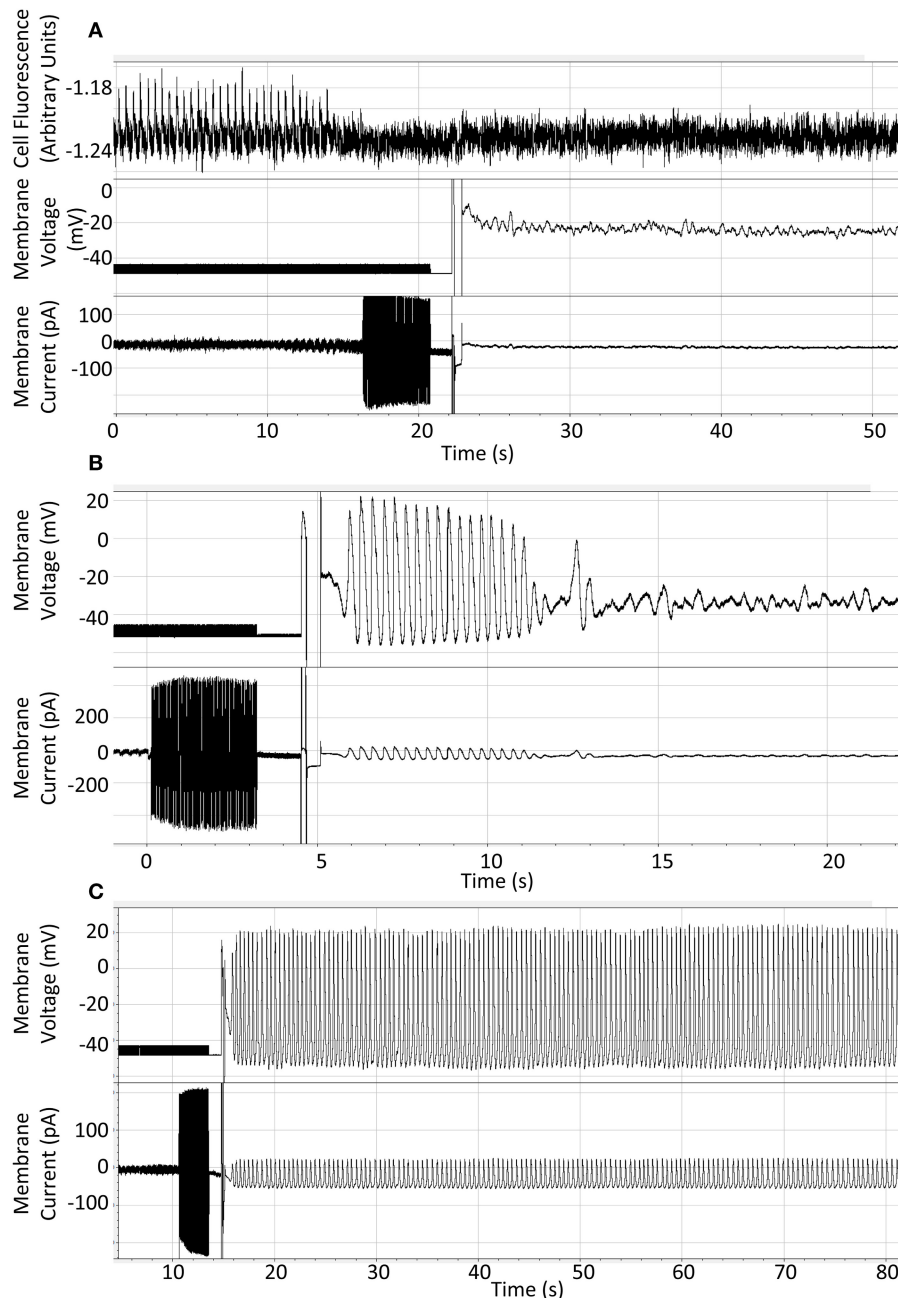 A
Cell Fluorescence
(Arbitrary Units)
-1.18
-1.24
Membrane
Voltage
(mV)
0
-20
-40
Membrane
Current (pA)
100
0
-100
0 10 20 30 40 50
Time (s)
B
Membrane
Voltage (mV)
20
0
-20
-40
Membrane
Current (pA)
200
0
-200
0 5 10 15 20
Time (s)
C
Membrane
Voltage (mV)
20
0
-20
-40
Membrane
Current (pA)
100
0
-100
10 20 30 40 50 60 70 80
Time (s)